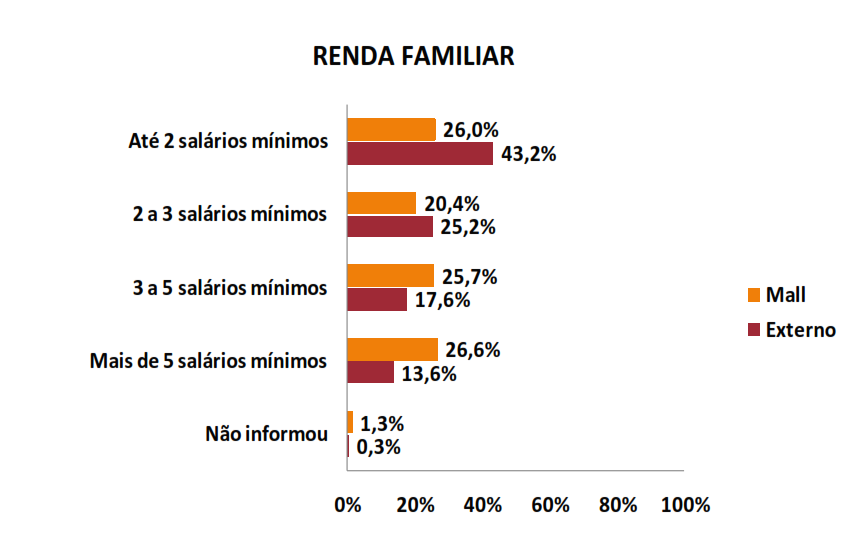 RENDA FAMILIAR
Até 2 salários mínimos
26,0%
43,2%
2 a 3 salários mínimos
20,4%
25,2%
3 a 5 salários mínimos
25,7%
17,6%
Mais de 5 salários mínimos
26,6%
13,6%
Não informou
1,3%
0,3%
Mall
Externo
0% 20% 40% 60% 80% 100%